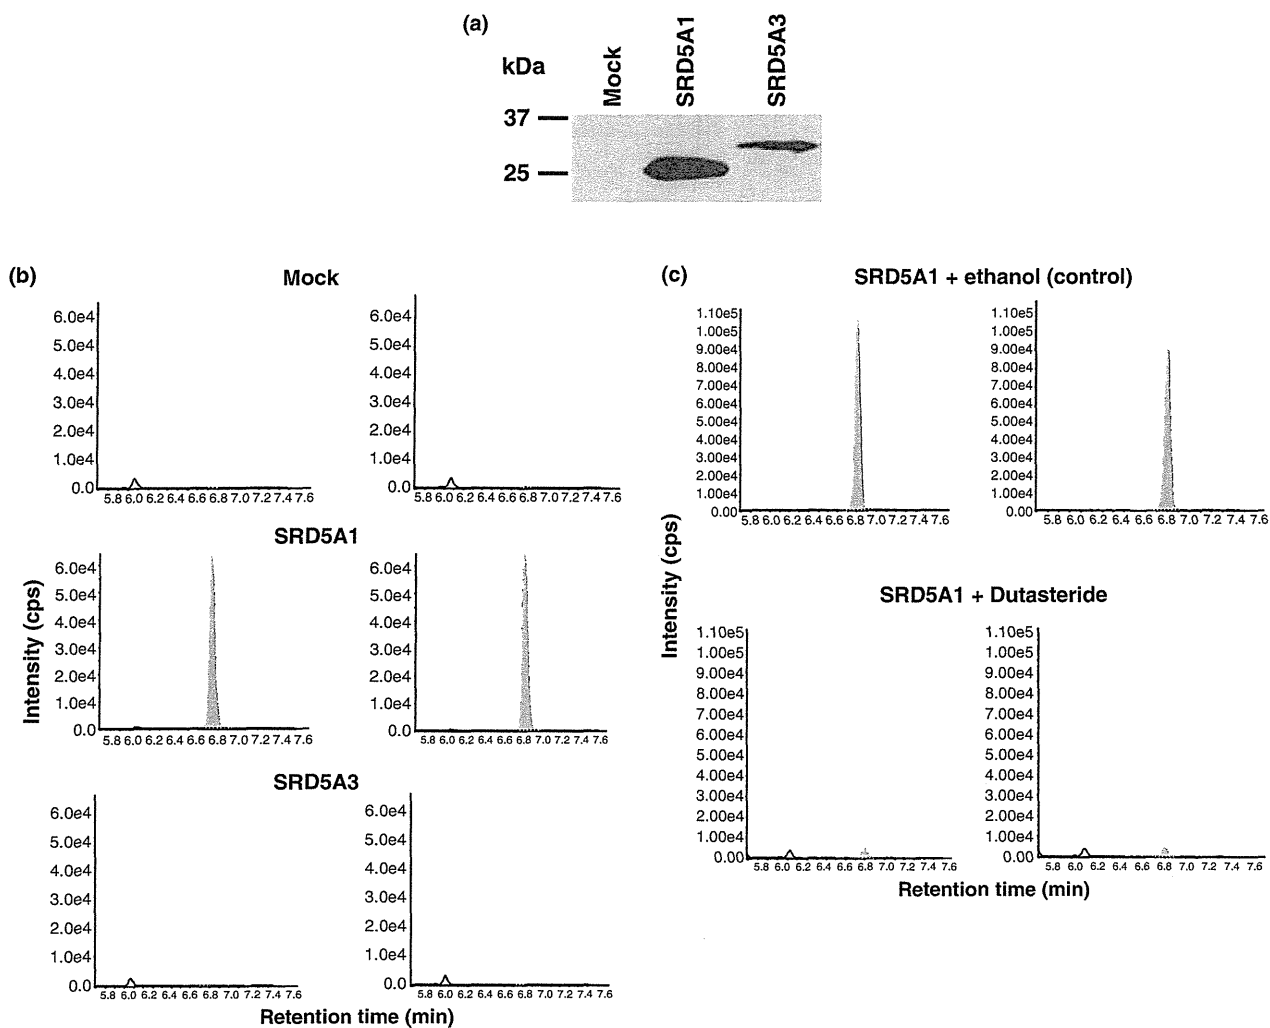 (a)
kDa
Mock
SRD5A1
SRD5A3
37
25
(b)
Mock
6.0e4
5.0e4
4.0e4
3.0e4
2.0e4
1.0e4
0.0
5.8 6.0 6.2 6.4 6.6 6.8 7.0 7.2 7.4 7.6
6.0e4
5.0e4
4.0e4
3.0e4
2.0e4
1.0e4
0.0
5.8 6.0 6.2 6.4 6.6 6.8 7.0 7.2 7.4 7.6
SRD5A1
Intensity (cps)
6.0e4
5.0e4
4.0e4
3.0e4
2.0e4
1.0e4
0.0
5.8 6.0 6.2 6.4 6.6 6.8 7.0 7.2 7.4 7.6
6.0e4
5.0e4
4.0e4
3.0e4
2.0e4
1.0e4
0.0
5.8 6.0 6.2 6.4 6.6 6.8 7.0 7.2 7.4 7.6
SRD5A3
6.0e4
5.0e4
4.0e4
3.0e4
2.0e4
1.0e4
0.0
5.8 6.0 6.2 6.4 6.6 6.8 7.0 7.2 7.4 7.6
6.0e4
5.0e4
4.0e4
3.0e4
2.0e4
1.0e4
0.0
5.8 6.0 6.2 6.4 6.6 6.8 7.0 7.2 7.4 7.6
Retention time (min)
(c)
SRD5A1 + ethanol (control)
1.10e5
1.00e5
9.00e4
8.00e4
7.00e4
6.00e4
5.00e4
4.00e4
3.00e4
2.00e4
1.00e4
0.00
5.8 6.0 6.2 6.4 6.6 6.8 7.0 7.2 7.4 7.6
1.10e5
1.00e5
9.00e4
8.00e4
7.00e4
6.00e4
5.00e4
4.00e4
3.00e4
2.00e4
1.00e4
0.00
5.8 6.0 6.2 6.4 6.6 6.8 7.0 7.2 7.4 7.6
Intensity (cps)
SRD5A1 + Dutasteride
1.10e5
1.00e5
9.00e4
8.00e4
7.00e4
6.00e4
5.00e4
4.00e4
3.00e4
2.00e4
1.00e4
0.00
5.8 6.0 6.2 6.4 6.6 6.8 7.0 7.2 7.4 7.6
1.10e5
1.00e5
9.00e4
8.00e4
7.00e4
6.00e4
5.00e4
4.00e4
3.00e4
2.00e4
1.00e4
0.00
5.8 6.0 6.2 6.4 6.6 6.8 7.0 7.2 7.4 7.6
Retention time (min)